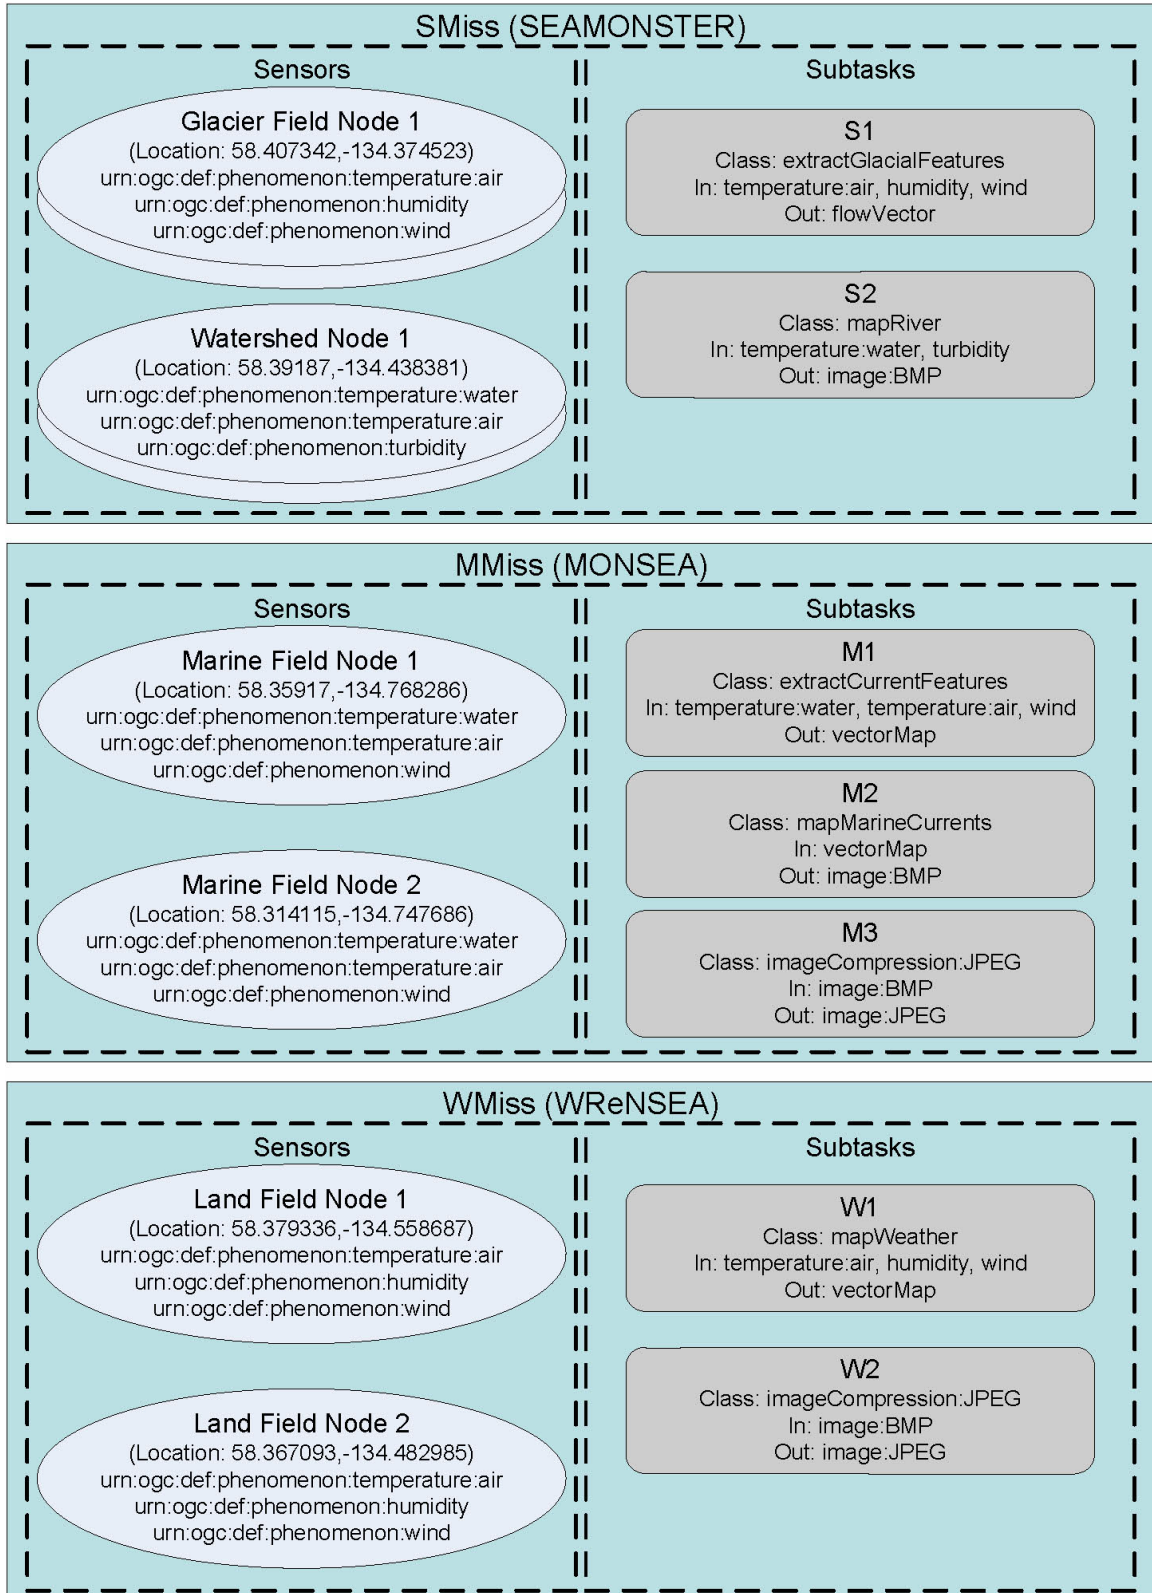 SMiss (SEAMONSTER)
Sensors
Glacier Field Node 1
(Location: 58.407342,-134.374523)
urn:ogc:def:phenomenon:temperature:air
urn:ogc:def:phenomenon:humidity
urn:ogc:def:phenomenon:wind
Watershed Node 1
(Location: 58.39187,-134.438381)
urn:ogc:def:phenomenon:temperature:water
urn:ogc:def:phenomenon:temperature:air
urn:ogc:def:phenomenon:turbidity
Subtasks
S1
Class: extractGlacialFeatures
In: temperature:air, humidity, wind
Out: flowVector
S2
Class: mapRiver
In: temperature:water, turbidity
Out: image:BMP
MMiss (MONSEA)
Sensors
Marine Field Node 1
(Location: 58.35917,-134.768286)
urn:ogc:def:phenomenon:temperature:water
urn:ogc:def:phenomenon:temperature:air
urn:ogc:def:phenomenon:wind
Marine Field Node 2
(Location: 58.314115,-134.747686)
urn:ogc:def:phenomenon:temperature:water
urn:ogc:def:phenomenon:temperature:air
urn:ogc:def:phenomenon:wind
Subtasks
M1
Class: extractCurrentFeatures
In: temperature:water, temperature:air, wind
Out: vectorMap
M2
Class: mapMarineCurrents
In: vectorMap
Out: image:BMP
M3
Class: imageCompression:JPEG
In: image:BMP
Out: image:JPEG
WMiss (WReNSEA)
Sensors
Land Field Node 1
(Location: 58.379336,-134.558687)
urn:ogc:def:phenomenon:temperature:air
urn:ogc:def:phenomenon:humidity
urn:ogc:def:phenomenon:wind
Land Field Node 2
(Location: 58.367093,-134.482985)
urn:ogc:def:phenomenon:temperature:air
urn:ogc:def:phenomenon:humidity
urn:ogc:def:phenomenon:wind
Subtasks
W1
Class: mapWeather
In: temperature:air, humidity, wind
Out: vectorMap
W2
Class: imageCompression:JPEG
In: image:BMP
Out: image:JPEG